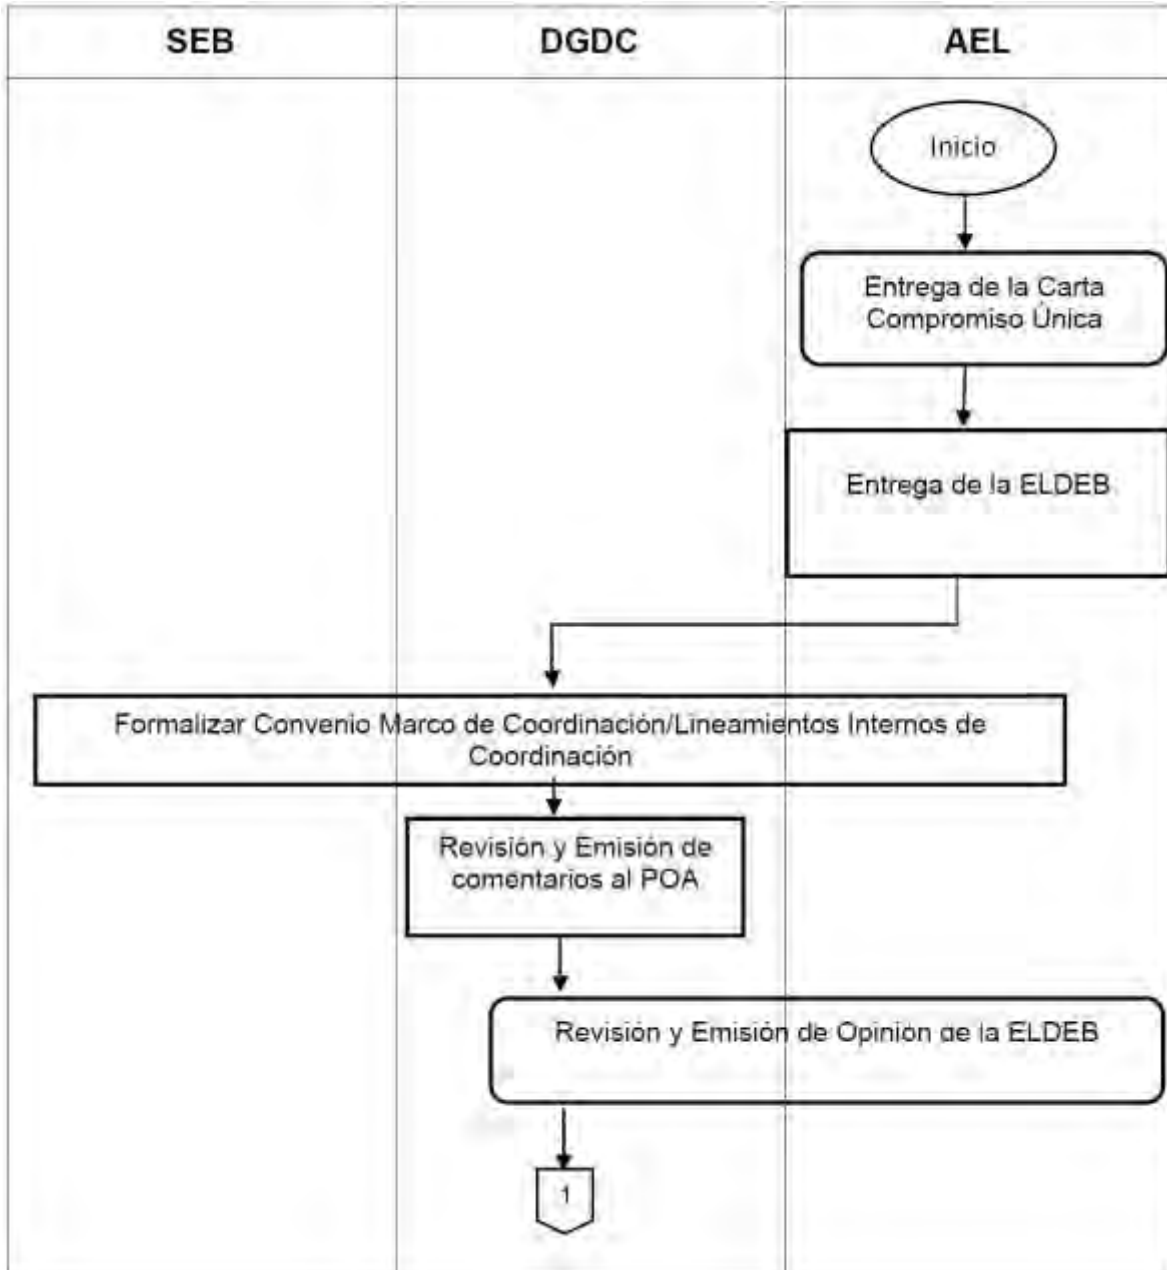 SEB
DGDC
AEL
Inicio
Entrega de la Carta
Compromiso Única
Entrega de la ELDEB
Formalizar Convenio Marco de Coordinación/Lineamientos Internos de
Coordinación
Revisión y Emisión de
comentarios al POA
Revisión y Emisión de Opinión de la ELDEB
1